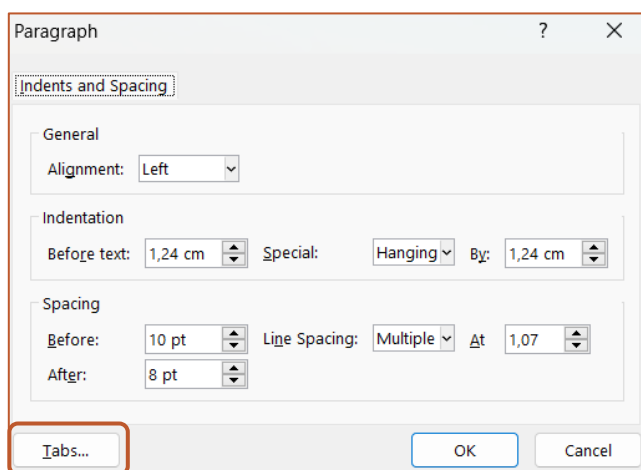 Paragraph ?
Indents and Spacing
General
Alignment: Left
Indentation
Before text: 1,24 cm Special: Hanging By: 1,24 cm
Spacing
Before: 10 pt Line Spacing: Multiple At 1,07
After: 8 pt
Tabs... OK Cancel